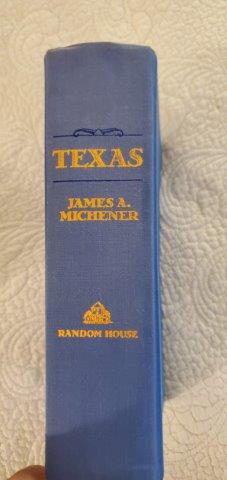 TEXAS
JAMES A.
MICHENER
RANDOM HOUSE